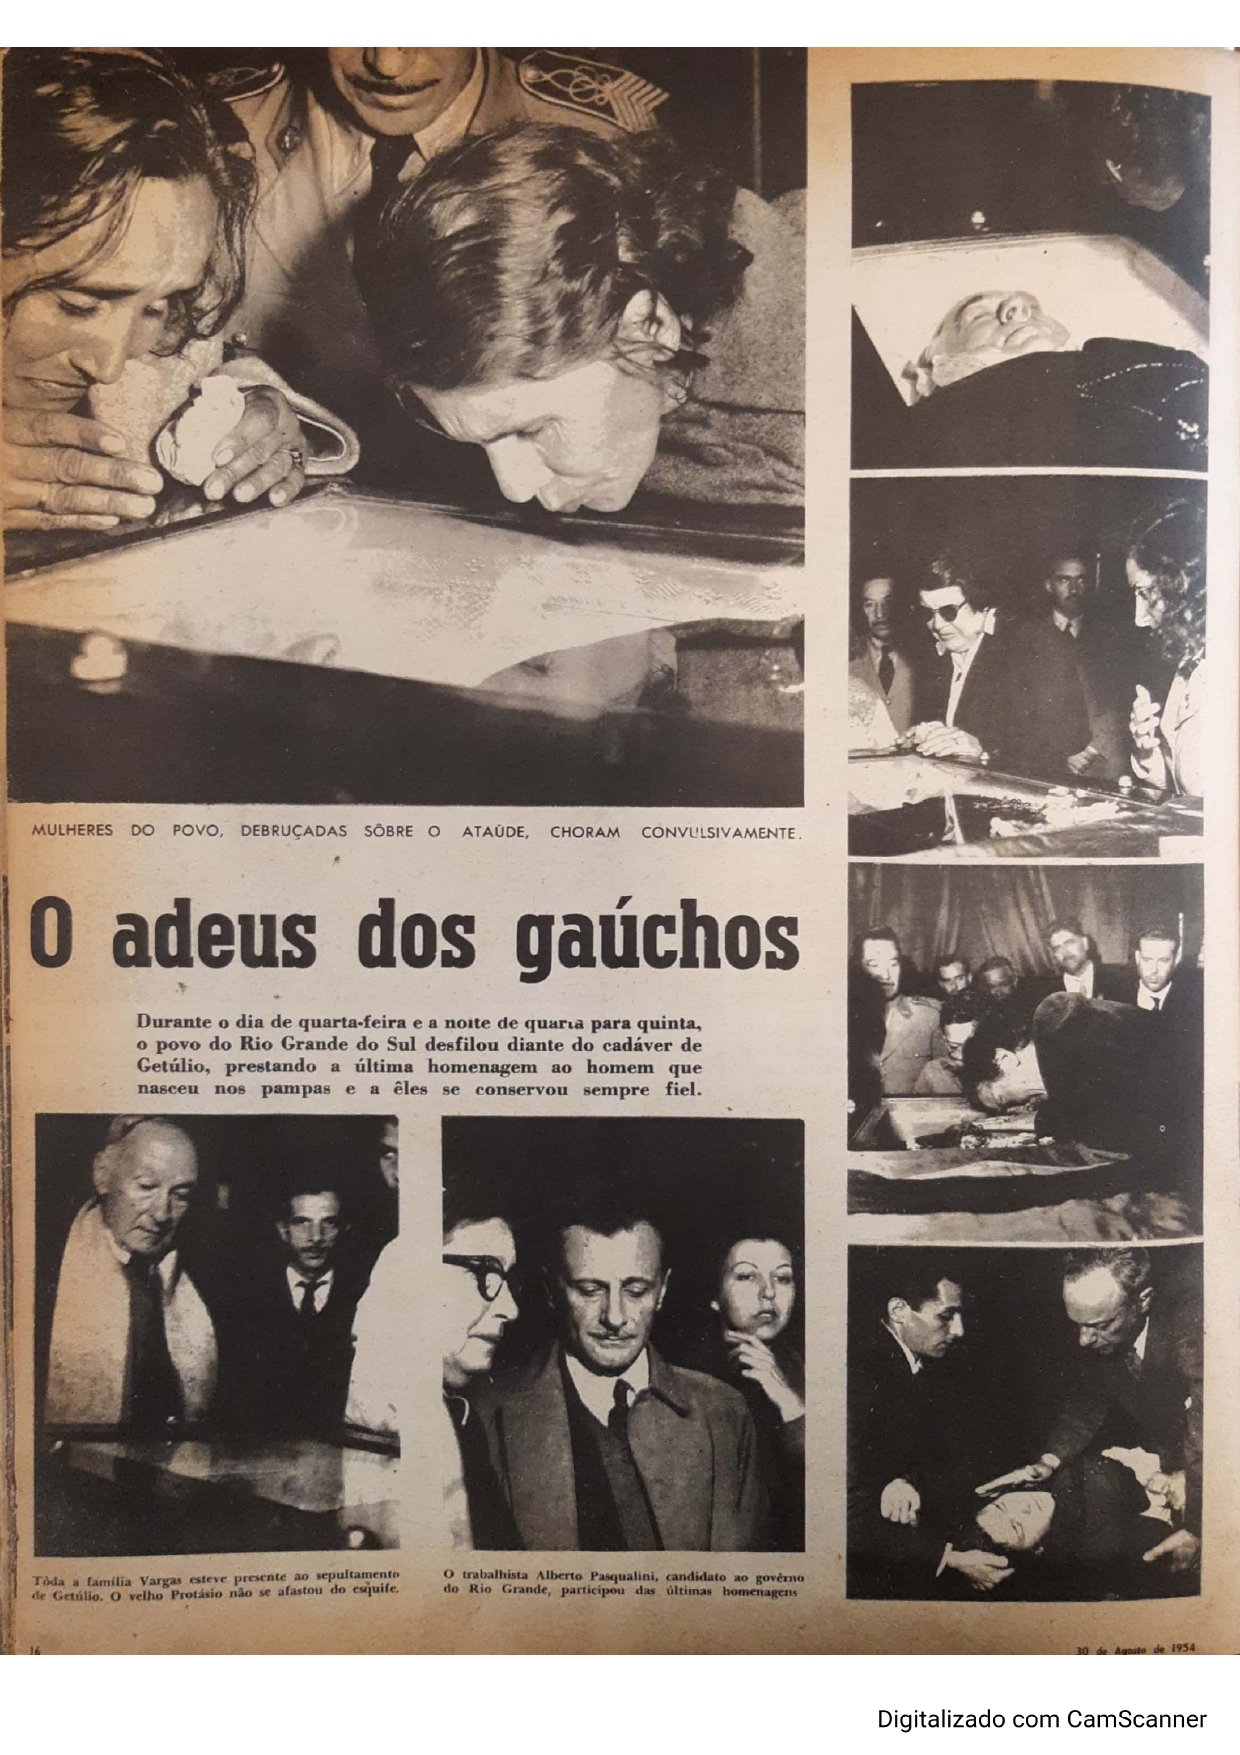 MULHERES DO POVO, DEBRUÇADAS SÔBRE O ATAÚDE, CHORAM CONVULSIVAMENTE.
O adeus dos gaúchos
Durante o dia de quarta-feira e a noite de quarta para quinta,
o povo do Rio Grande do Sul desfilou diante do cadáver de
Getúlio, prestando a última homenagem ao homem que
nasceu nos pampas e a êles se conservou sempre fiel.
Tôda a família Vargas esteve presente ao sepultamento
de Getúlio. O velho Protásio não se afastou do esquife.
O trabalhista Alberto Pasqualini, candidato ao govêrno
do Rio Grande, participou das últimas homenagens
16
30 de Agosto de 1954
Digitalizado com CamScanner